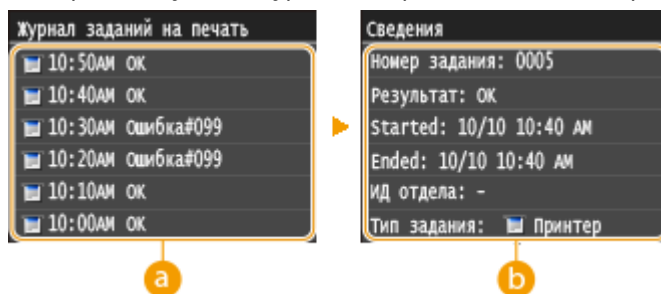 Журнал заданий на печать
10:50AM OK
10:40AM OK
10:30AM Ошибка#099
10:20AM Ошибка#099
10:10AM OK
10:00AM OK
a
Сведения
Номер задания: 0005
Результат: OK
Started: 10/10 10:40 AM
Ended: 10/10 10:40 AM
ИД отдела: -
Тип задания: Принтер
b